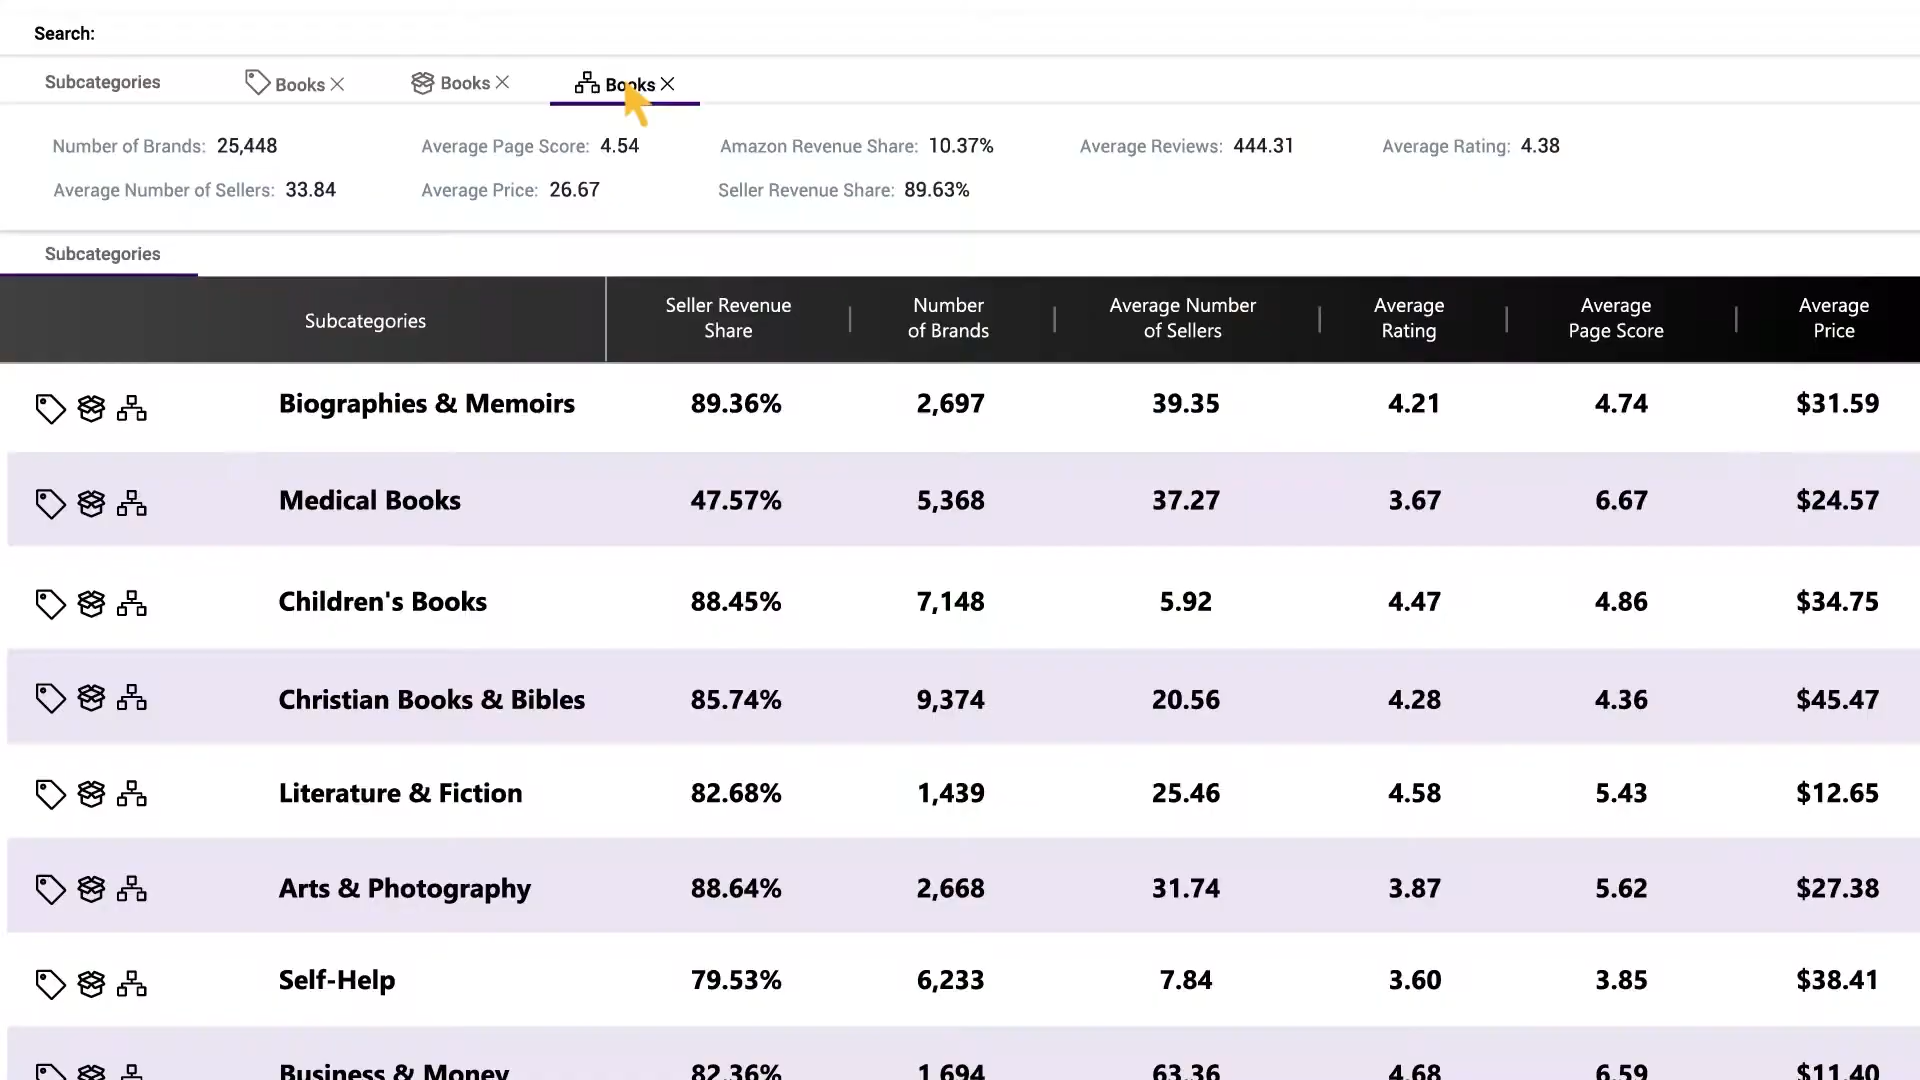 Search:
Subcategories Books Books Books
Number of Brands: 25,448 Average Page Score: 4.54 Amazon Revenue Share: 10.37% Average Reviews: 444.31 Average Rating: 4.38
Average Number of Sellers: 33.84 Average Price: 26.67 Seller Revenue Share: 89.63%
Subcategories
Subcategories Seller Revenue Share Number of Brands Average Number of Sellers Average Rating Average Page Score Average Price
Biographies & Memoirs 89.36% 2,697 39.35 4.21 4.74 $31.59
Medical Books 47.57% 5,368 37.27 3.67 6.67 $24.57
Children's Books 88.45% 7,148 5.92 4.47 4.86 $34.75
Christian Books & Bibles 85.74% 9,374 20.56 4.28 4.36 $45.47
Literature & Fiction 82.68% 1,439 25.46 4.58 5.43 $12.65
Arts & Photography 88.64% 2,668 31.74 3.87 5.62 $27.38
Self-Help 79.53% 6,233 7.84 3.60 3.85 $38.41
Business & Money 82.36% 1,694 63.36 4.68 6.59 $11.40